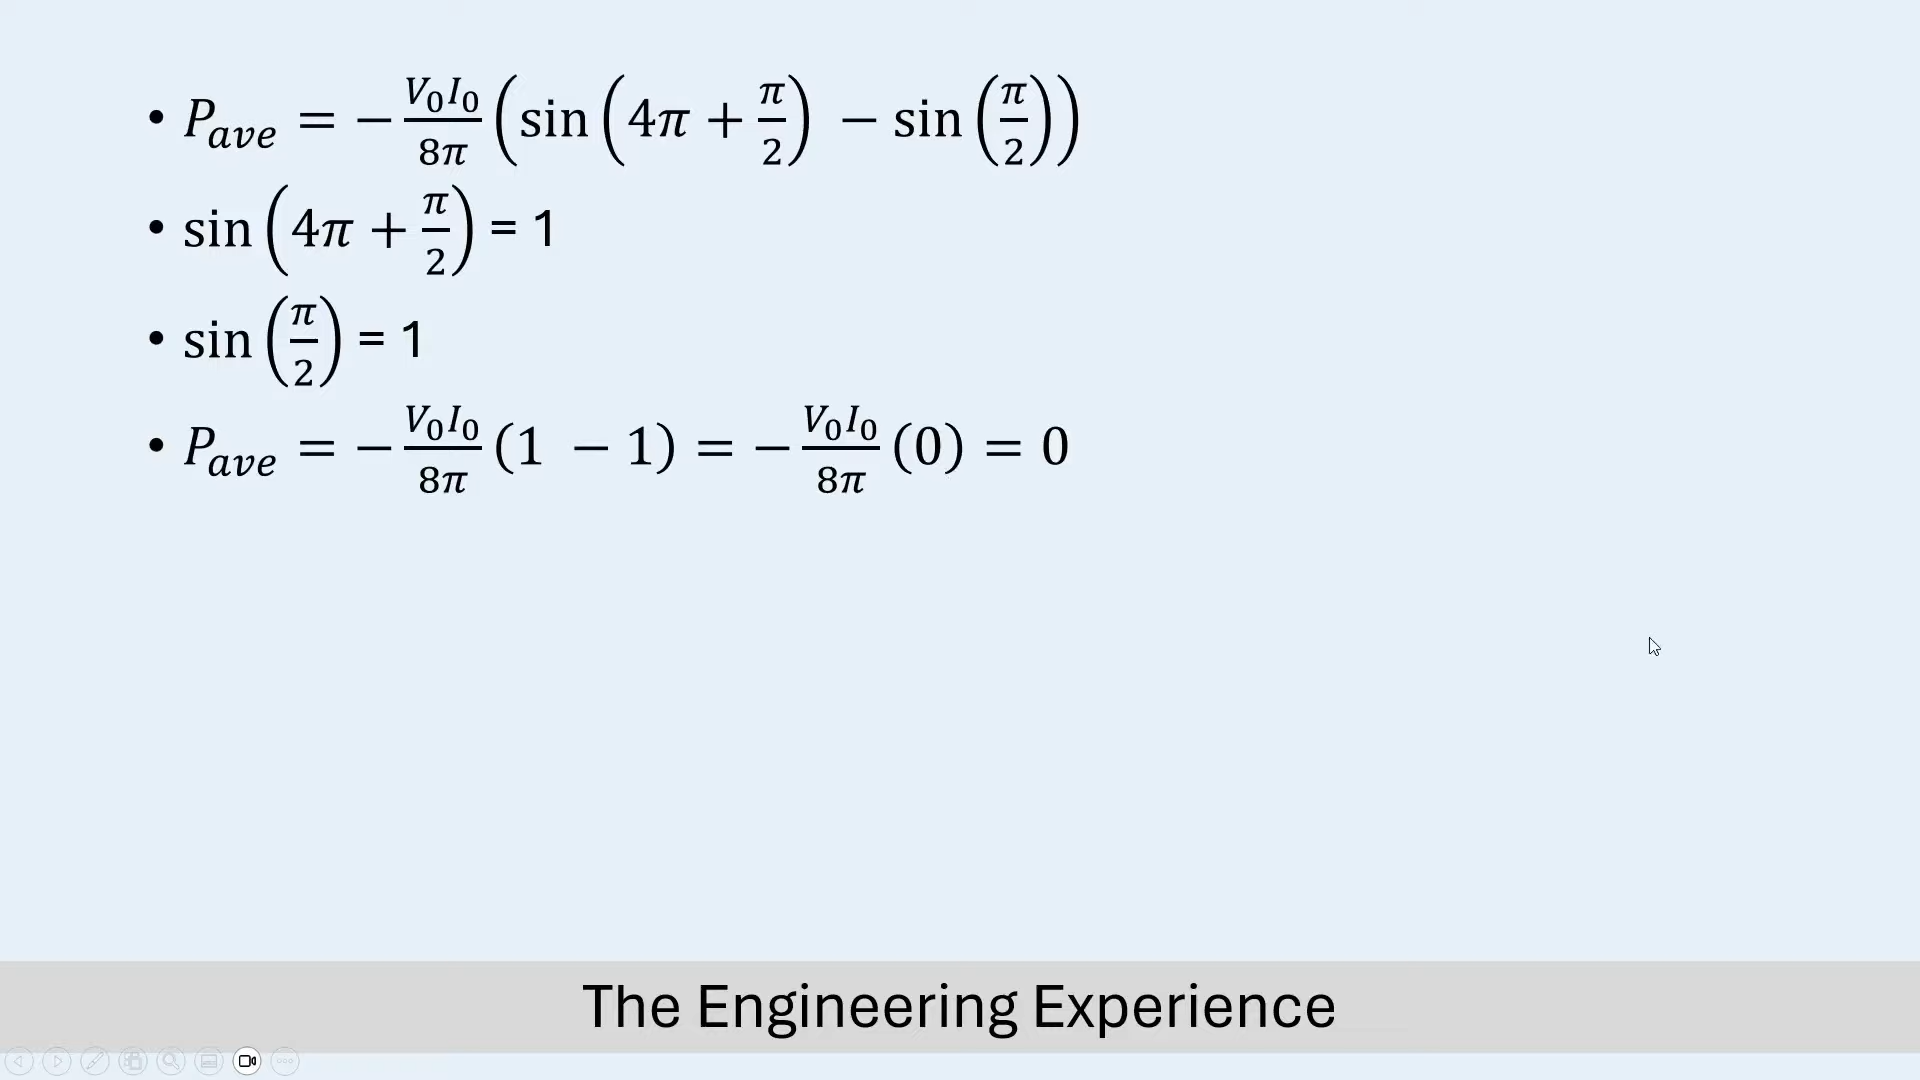 • P_ave = −V₀I₀/8π (sin(4π + π/2) − sin(π/2))
• sin(4π + π/2) = 1
• sin(π/2) = 1
• P_ave = −V₀I₀/8π (1 − 1) = −V₀I₀/8π (0) = 0
The Engineering Experience